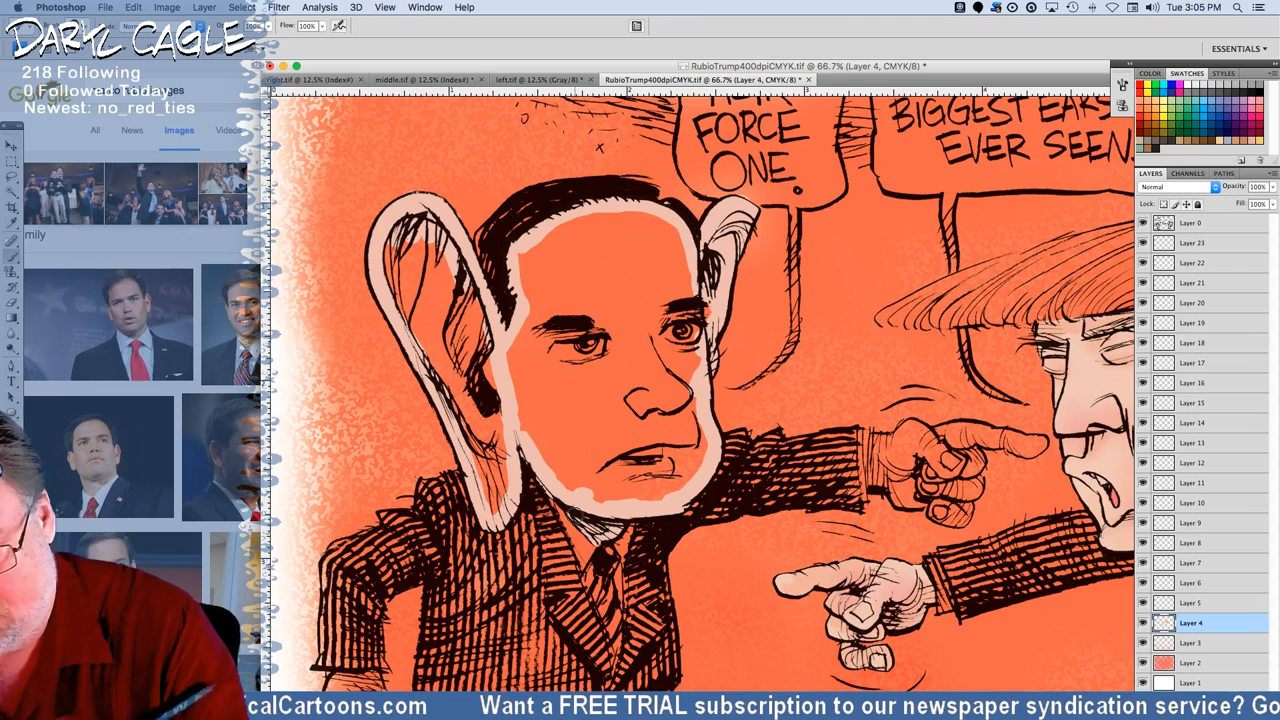 Photoshop File Edit Image Layer Select Filter Analysis 3D View Window Help Tue 3:05 PM
Flow: 100%
DARYL CAGLE
ESSENTIALS
218 Following
0 Followed Today
Newest: no_red_ties
RubioTrump400dpiCMYK.tif @ 66.7% (Layer 4, CMYK/8) *
right.tif @ 12.5% (Index#) middle.tif @ 12.5% (Index#) * left.tif @ 12.5% (Gray/8) * RubioTrump400dpiCMYK.tif @ 66.7% (Layer 4, CMYK/8) *
COLOR SWATCHES STYLES
All News Images Videos
mily
FORCE
ONE.
BIGGEST EARS
EVER SEEN.
LAYERS CHANNELS PATHS
Normal Opacity: 100%
Lock: Fill: 100%
Layer 0
Layer 23
Layer 22
Layer 21
Layer 20
Layer 19
Layer 18
Layer 17
Layer 16
Layer 15
Layer 14
Layer 13
Layer 12
Layer 11
Layer 10
Layer 9
Layer 8
Layer 7
Layer 6
Layer 5
Layer 4
Layer 3
Layer 2
Layer 1
icalCartoons.com Want a FREE TRIAL subscription to our newspaper syndication service? Go